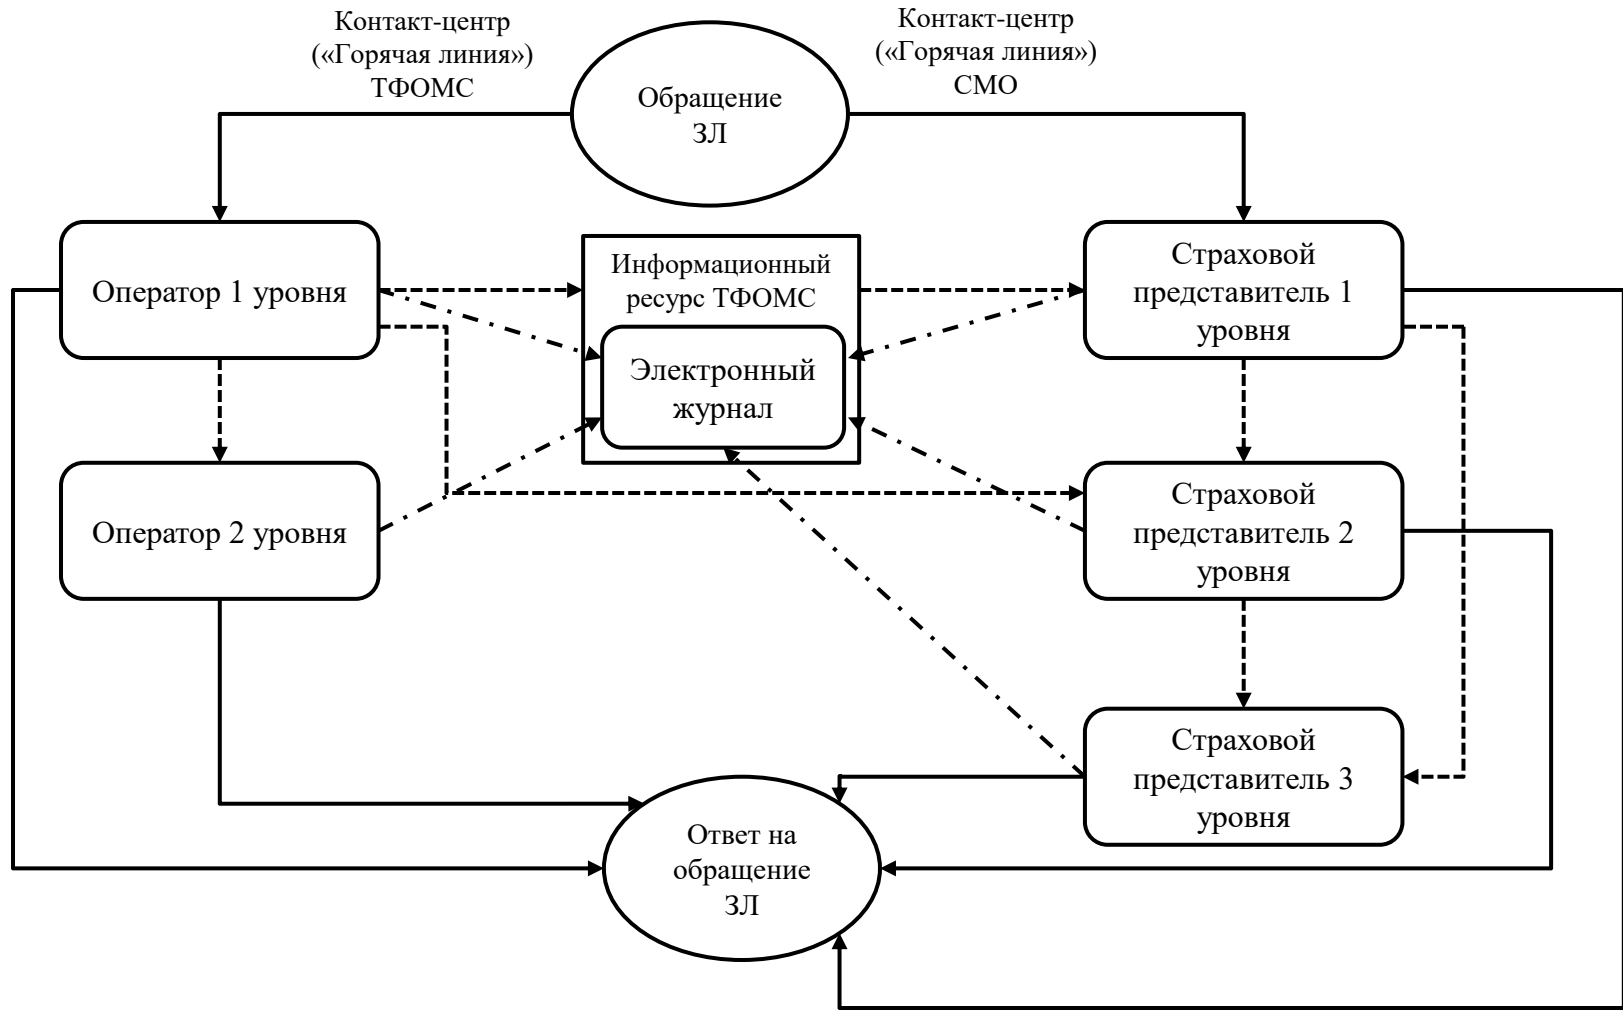 Контакт-центр
(«Горячая линия»)
ТФОМС
Обращение
ЗЛ
Контакт-центр
(«Горячая линия»)
СМО
Оператор 1 уровня
Информационный
ресурс ТФОМС
Электронный
журнал
Страховой
представитель 1
уровня
Оператор 2 уровня
Страховой
представитель 2
уровня
Страховой
представитель 3
уровня
Ответ на
обращение
ЗЛ